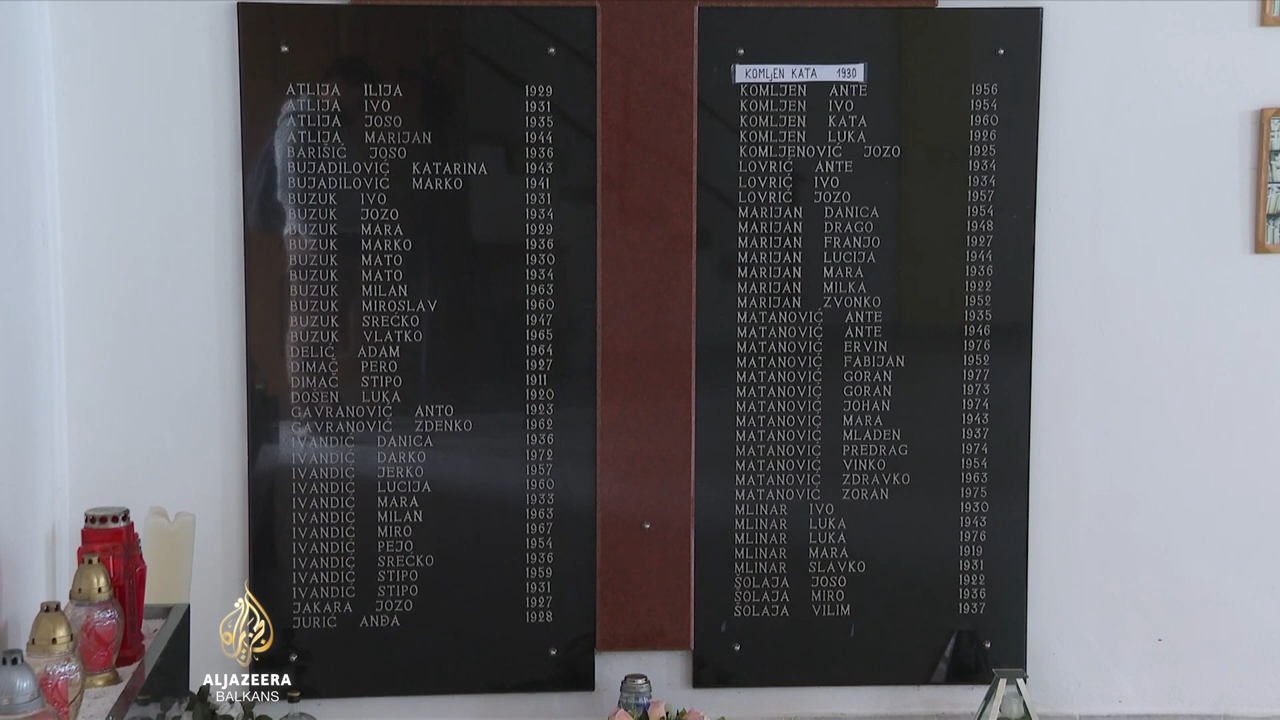 ATLIJA ILIJA 1929
ATLIJA IVO 1931
ATLIJA JOSO 1935
ATLIJA MARIJAN 1944
BARIŠIĆ JOSO 1936
BUJADILOVIĆ KATARINA 1943
BUJADILOVIĆ MARKO 1941
BUZUK IVO 1931
BUZUK JOZO 1934
BUZUK MARA 1929
BUZUK MARKO 1936
BUZUK MATO 1930
BUZUK MATO 1934
BUZUK MILAN 1963
BUZUK MIROSLAV 1960
BUZUK SREĆKO 1947
BUZUK VLATKO 1965
DELIĆ ADAM 1964
DIMAČ PERO 1927
DIMAČ STIPO 1911
DOŠEN LUKA 1920
GAVRANOVIĆ ANTO 1923
GAVRANOVIĆ ZDENKO 1962
IVANDIĆ DANICA 1936
IVANDIĆ DARKO 1972
IVANDIĆ JERKO 1957
IVANDIĆ LUCIJA 1960
IVANDIĆ MARA 1933
IVANDIĆ MILAN 1963
IVANDIĆ MIRO 1967
IVANDIĆ PEJO 1954
IVANDIĆ SREĆKO 1936
IVANDIĆ STIPO 1959
IVANDIĆ STIPO 1931
JAKARA JOZO 1927
JURIĆ ANĐA 1928
KOMLjEN KATA 1930
KOMLJEN ANTE 1956
KOMLJEN IVO 1954
KOMLJEN KATA 1960
KOMLJEN LUKA 1926
KOMLJENOVIĆ JOZO 1925
LOVRIĆ ANTE 1934
LOVRIĆ IVO 1934
LOVRIĆ JOZO 1957
MARIJAN DANICA 1954
MARIJAN DRAGO 1948
MARIJAN FRANJO 1927
MARIJAN LUCIJA 1944
MARIJAN MARA 1936
MARIJAN MILKA 1922
MARIJAN ZVONKO 1952
MATANOVIĆ ANTE 1935
MATANOVIĆ ANTE 1946
MATANOVIĆ ERVIN 1976
MATANOVIĆ FABIJAN 1952
MATANOVIĆ GORAN 1977
MATANOVIĆ GORAN 1973
MATANOVIĆ JOHAN 1974
MATANOVIĆ MARA 1943
MATANOVIĆ MLADEN 1937
MATANOVIĆ PREDRAG 1974
MATANOVIĆ VINKO 1954
MATANOVIĆ ZDRAVKO 1963
MATANOVIĆ ZORAN 1975
MLINAR IVO 1930
MLINAR LUKA 1943
MLINAR LUKA 1976
MLINAR MARA 1919
MLINAR SLAVKO 1931
ŠOLAJA JOSO 1922
ŠOLAJA MIRO 1936
ŠOLAJA VILIM 1937
ALJAZEERA
BALKANS